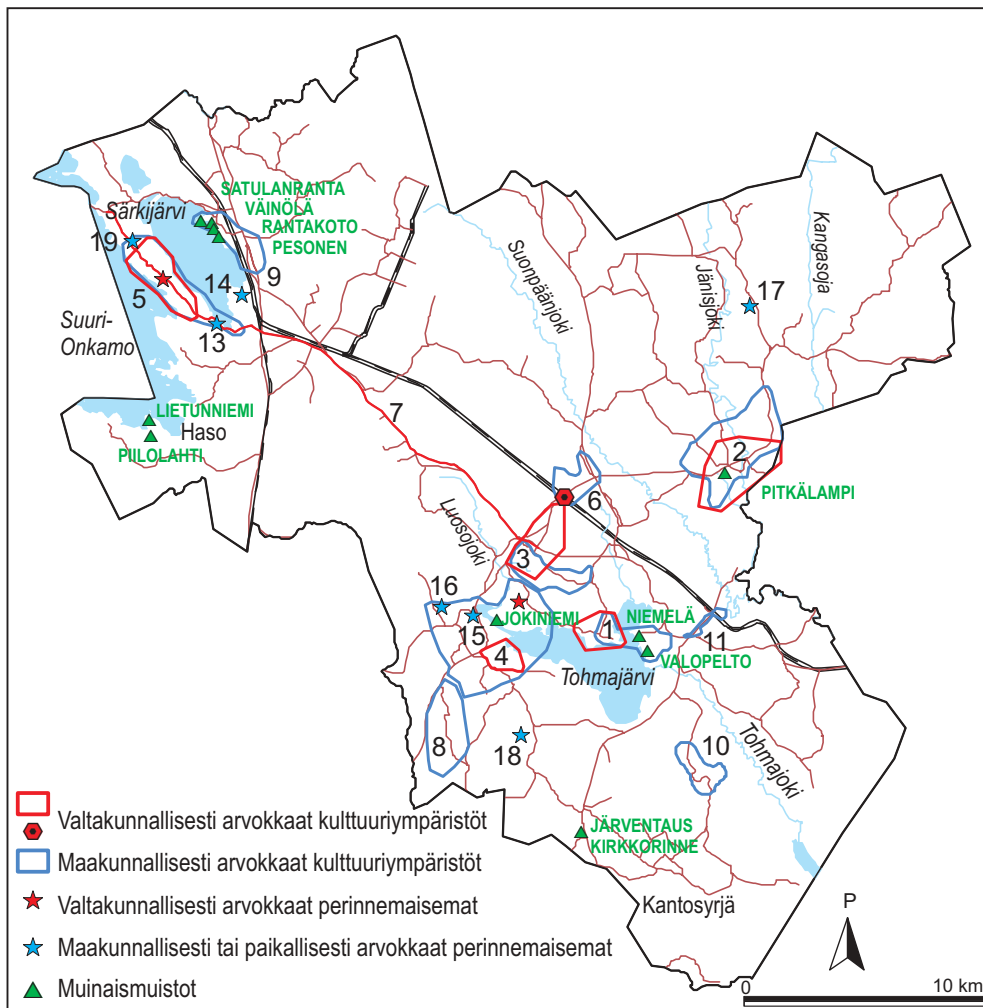 SATULANRANTA
VÄINÖLÄ
RANTAKOTO
PESONEN
Särkijärvi
19
14
9
5
13
Suuri-
Onkamo
LIETUNNIEMI
Haso
PIILOLAHTI
7
Suonpäänjoki
Jänisjoki
Kangasoja
17
2
PITKÄLAMPI
6
Luosojoki
3
16
15
JOKINIEMI
4
1
NIEMELÄ
11
VALOPELTO
Tohmajärvi
8
18
10
Tohmajoki
JÄRVENTAUS
KIRKKORINNE
Kantosyrjä
Valtakunnallisesti arvokkaat kulttuuriympäristöt
Maakunnallisesti arvokkaat kulttuuriympäristöt
Valtakunnallisesti arvokkaat perinnemaisemat
Maakunnallisesti tai paikallisesti arvokkaat perinnemaisemat
Muinaismuistot
P
0 10 km